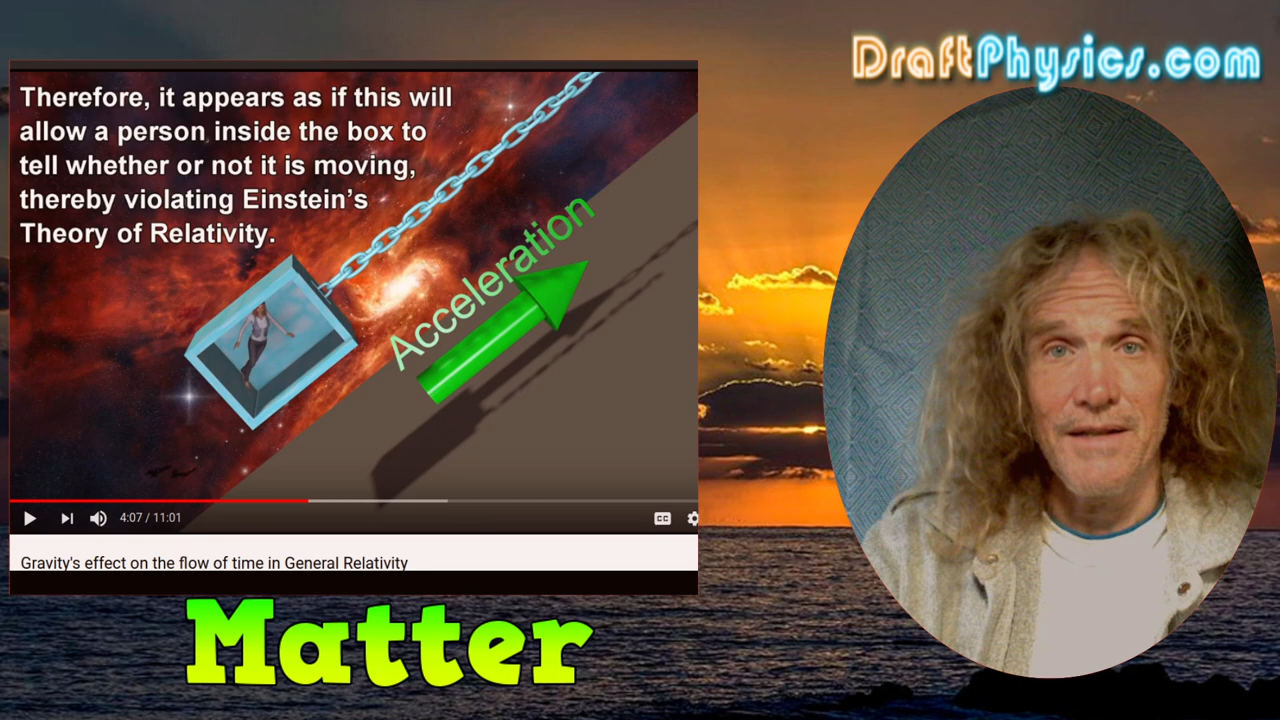 DraftPhysics.com
Therefore, it appears as if this will
allow a person inside the box to
tell whether or not it is moving,
thereby violating Einstein’s
Theory of Relativity.
Acceleration
4:07 / 11:01
CC
Gravity's effect on the flow of time in General Relativity
Matter